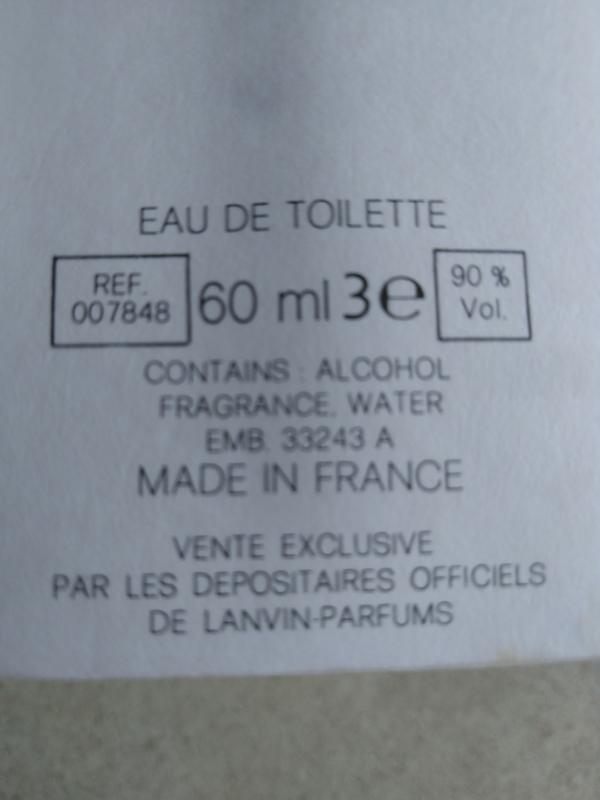 EAU DE TOILETTE
REF.
007848
60 ml 3e
90 %
Vol.
CONTAINS : ALCOHOL
FRAGRANCE, WATER
EMB. 33243 A
MADE IN FRANCE
VENTE EXCLUSIVE
PAR LES DEPOSITAIRES OFFICIELS
DE LANVIN-PARFUMS